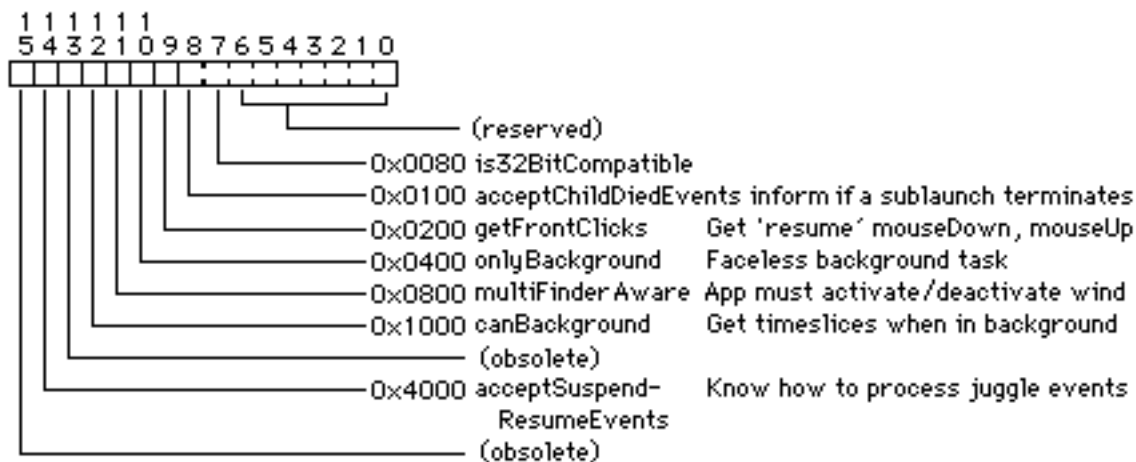 1 1 1 1 1 1
5 4 3 2 1 0 9 8 7 6 5 4 3 2 1 0
(reserved)
0x0080 is32BitCompatible
0x0100 acceptChildDiedEvents inform if a sublaunch terminates
0x0200 getFrontClicks Get 'resume' mouseDown, mouseUp
0x0400 onlyBackground Faceless background task
0x0800 multiFinderAware App must activate/deactivate wind
0x1000 canBackground Get timeslices when in background
(obsolete)
0x4000 acceptSuspend- Know how to process juggle events
ResumeEvents
(obsolete)